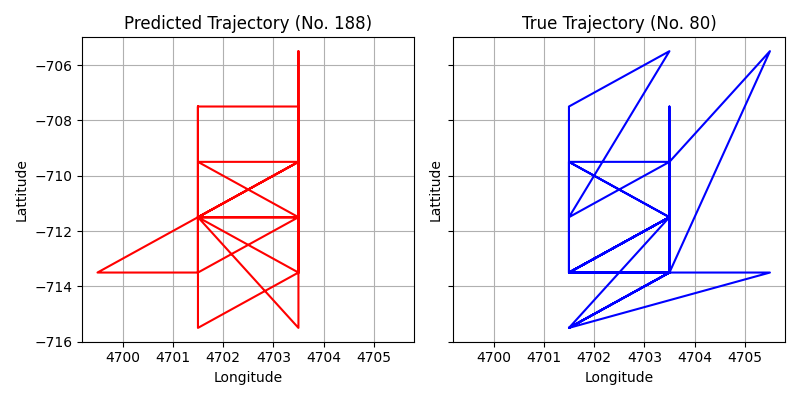 Predicted Trajectory (No. 188)
True Trajectory (No. 80)
Lattitude
−706
−708
−710
−712
−714
−716
4700 4701 4702 4703 4704 4705
Longitude
Lattitude
4700 4701 4702 4703 4704 4705
Longitude